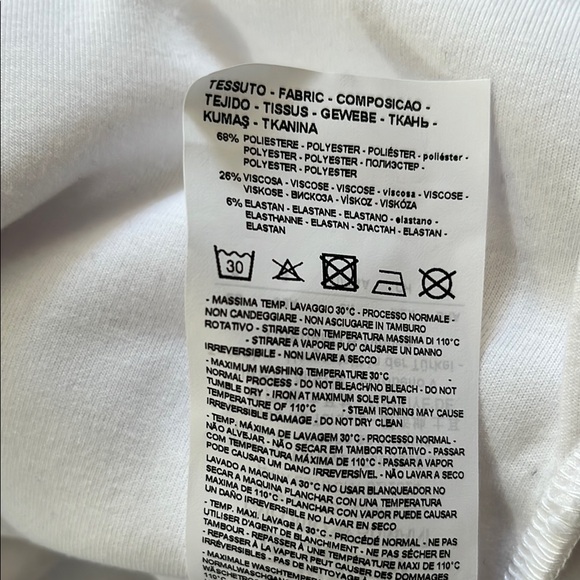 TESSUTO - FABRIC - COMPOSICAO -
TEJIDO - TISSUS - GEWEBE - ТКАНЬ -
KUMAŞ - TKANINA
68% POLIESTERE - POLYESTER - POLIÉSTER - poliéster -
POLYESTER - POLYESTER - ПОЛИЭСТЕР -
POLYESTER - POLYESTER
26% VISCOSA - VISCOSE - VISCOSE - viscosa - VISCOSE -
VISKOSE - ВИСКОЗА - VİSKOZ - VISKÓZA
6% ELASTAN - ELASTANE - ELASTANO - elastano -
ELASTHANNE - ELASTAN - ЭЛАСТАН - ELASTAN -
ELASTAN
30
- MASSIMA TEMP. LAVAGGIO 30°C - PROCESSO NORMALE -
NON CANDEGGIARE - NON ASCIUGARE IN TAMBURO
ROTATIVO - STIRARE CON TEMPERATURA MASSIMA DI 110°C
- STIRARE A VAPORE PUO' CAUSARE UN DANNO
IRREVERSIBILE - NON LAVARE A SECCO
- MAXIMUM WASHING TEMPERATURE 30°C -
NORMAL PROCESS - DO NOT BLEACH/NO BLEACH - DO NOT
TUMBLE DRY - IRON AT MAXIMUM SOLE PLATE
TEMPERATURE OF 110°C - STEAM IRONING MAY CAUSE
IRREVERSIBLE DAMAGE - DO NOT DRY CLEAN
- TEMP. MÁXIMA DE LAVAGEM 30°C - PROCESSO NORMAL -
NÃO ALVEJAR - NÃO SECAR EM TAMBOR ROTATIVO - PASSAR
COM TEMPERATURA MÁXIMA DE 110°C - PASSAR A VAPOR
PODE CAUSAR UM DANO IRREVERSÍVEL - NÃO LAVAR A SECO
LAVADO A MAQUINA A 30°C NO USAR BLANQUEADOR NO
SECAR A MAQUINA PLANCHAR CON UNA TEMPERATURA
MAXIMA DE 110°C - PLANCHAR CON VAPOR PUEDE CAUSAR
UN DAÑO IRREVERSIBLE NO LAVAR EN SECO
- TEMP. MAXI. LAVAGE À 30°C - PROCÉDÉ NORMAL - NE PAS
UTILISER D'AGENT DE BLANCHIMENT - NE PAS SÉCHER EN
TAMBOUR - REPASSER À UNE TEMPÉRATURE MAXI DE 110°C
- REPASSER À LA VAPEUR PEUT CAUSER DES DOMMAGES
IRRÉVERSIBLES - PAS DE NETTOYAGE À
- MAXIMALE WASCHTEMPER
NORMALWASCHGAN
WÄSCHETROC